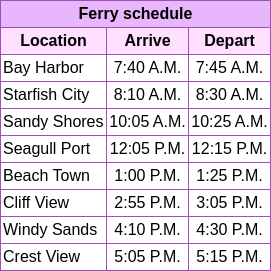 Ferry schedule
Location Arrive Depart
Bay Harbor 7:40 A.M. 7:45 A.M.
Starfish City 8:10 A.M. 8:30 A.M.
Sandy Shores 10:05 A.M. 10:25 A.M.
Seagull Port 12:05 P.M. 12:15 P.M.
Beach Town 1:00 P.M. 1:25 P.M.
Cliff View 2:55 P.M. 3:05 P.M.
Windy Sands 4:10 P.M. 4:30 P.M.
Crest View 5:05 P.M. 5:15 P.M.